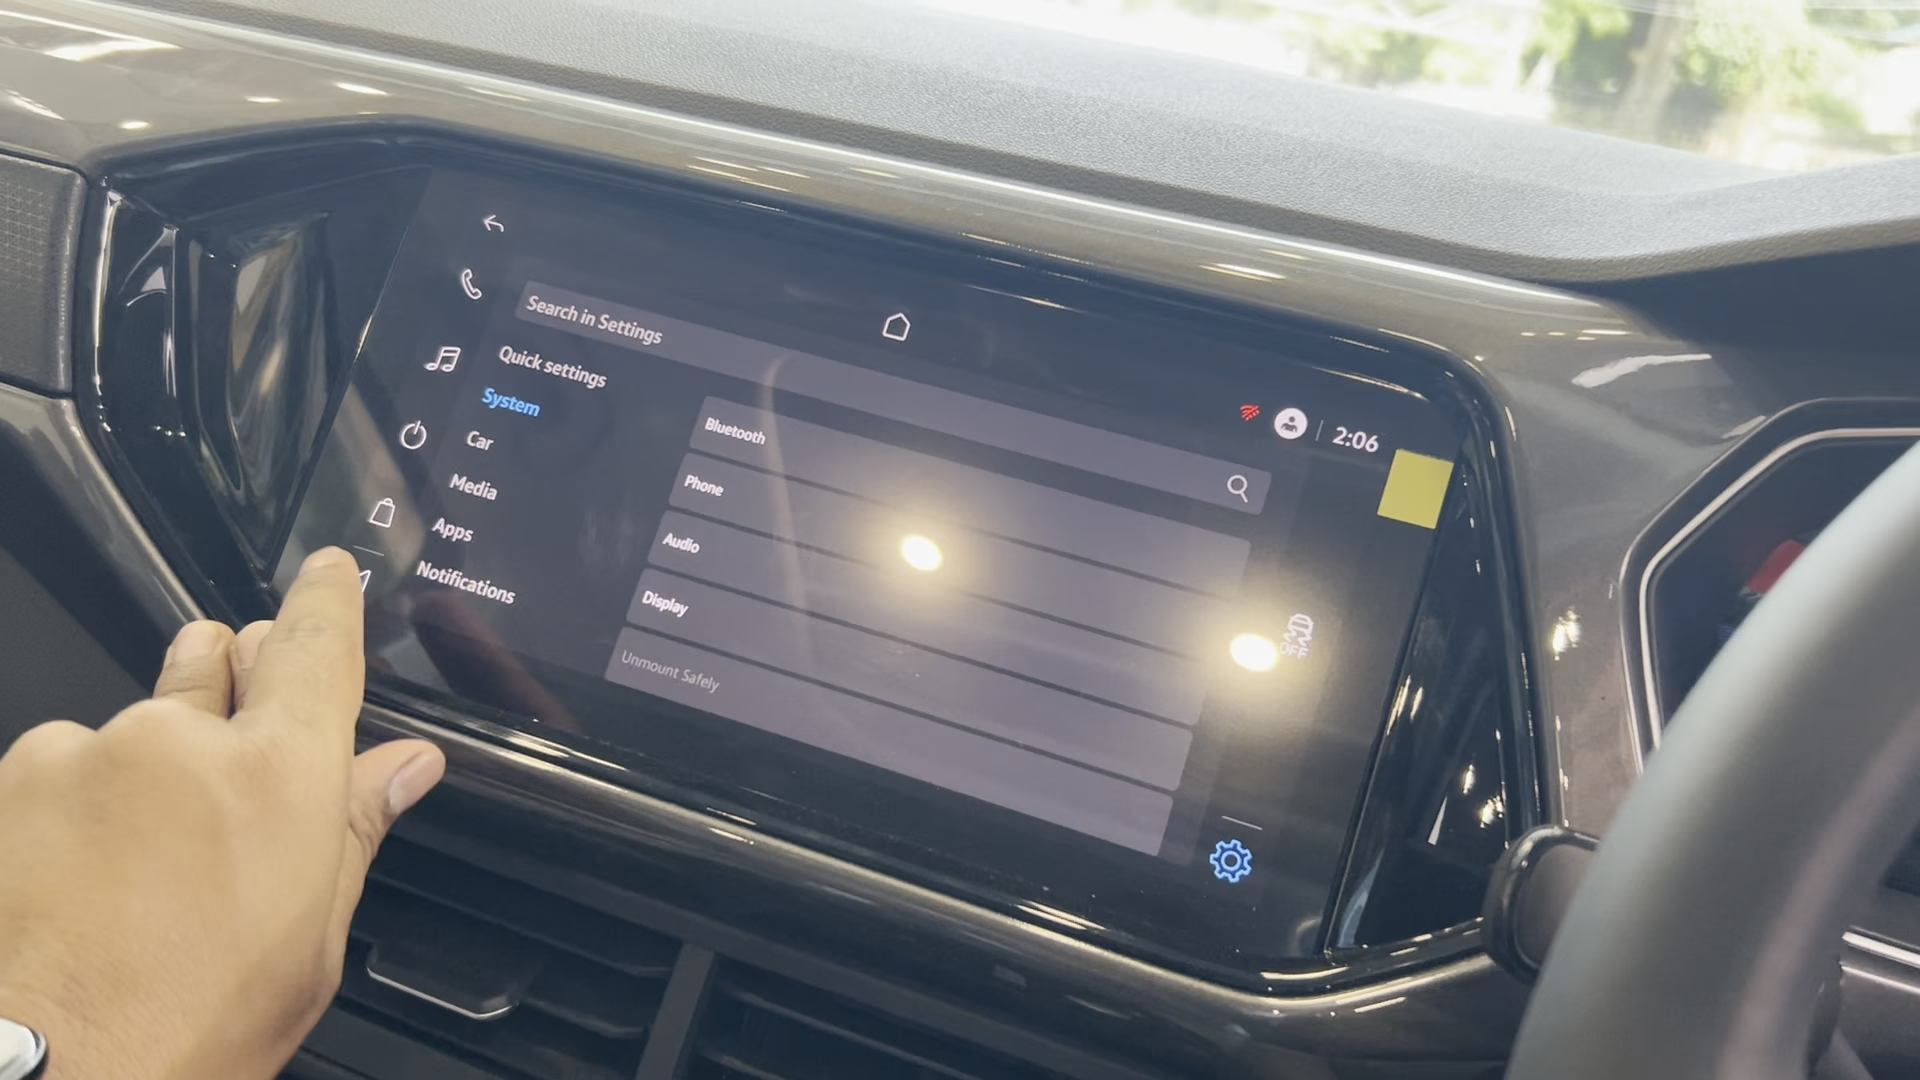 2:06
Search in Settings
Quick settings
System
Car
Media
Apps
Notifications
Bluetooth
Phone
Audio
Display
Unmount Safely
OFF